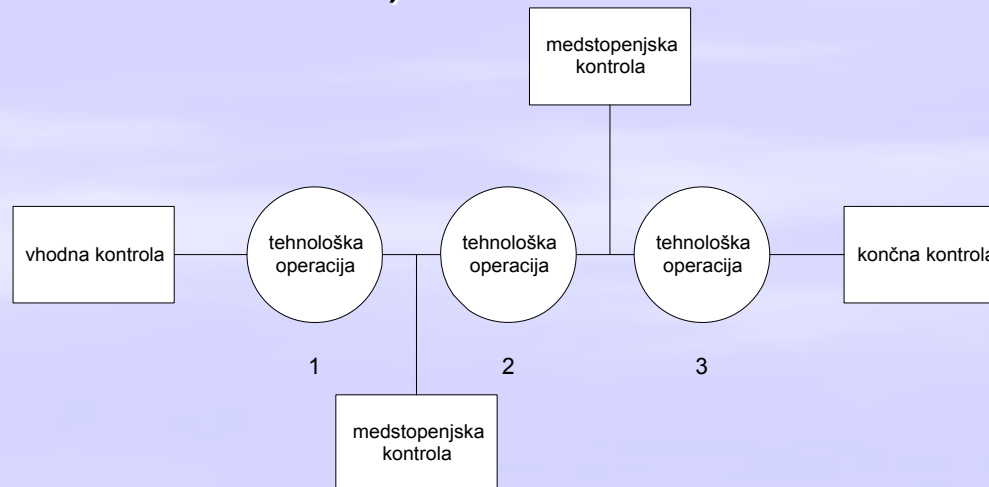 medstopenjska
kontrola
vhodna kontrola
tehnološka
operacija
tehnološka
operacija
tehnološka
operacija
končna kontrola
1
2
3
medstopenjska
kontrola